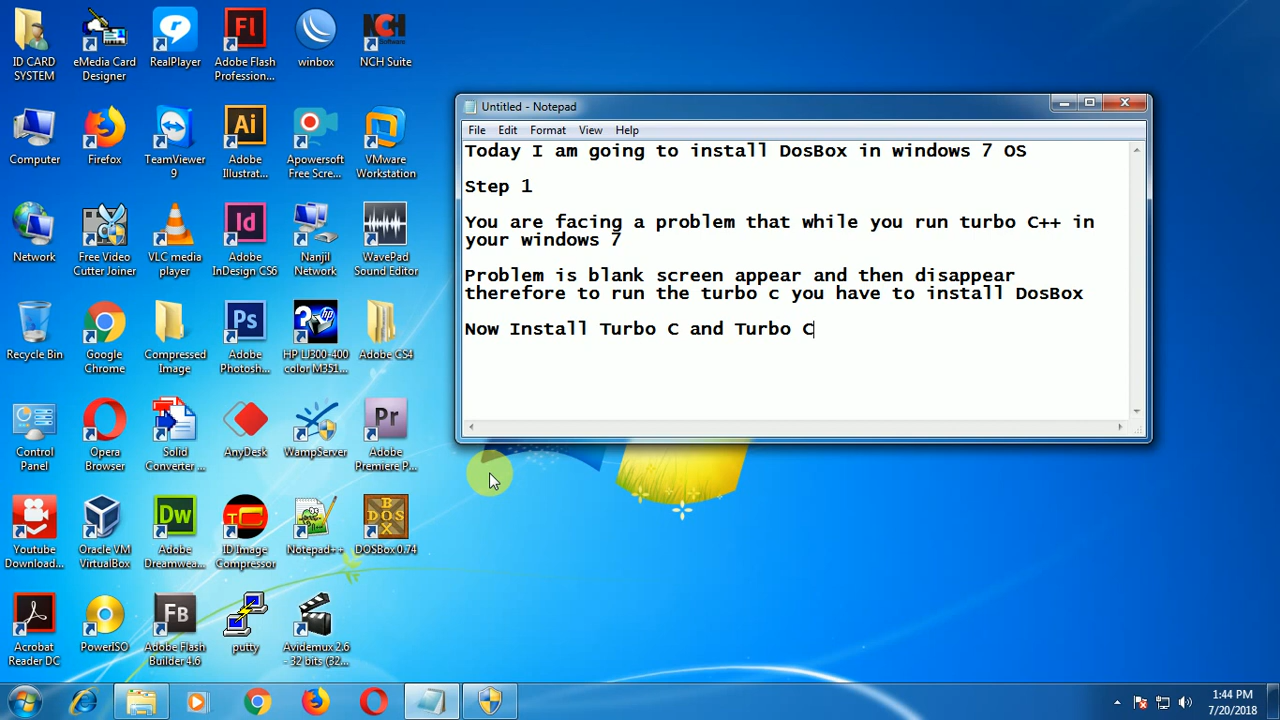 ID CARD
SYSTEM
eMedia Card
Designer
RealPlayer
Adobe Flash
Profession...
winbox
NCH
Software
NCH Suite
Computer
Firefox
TeamViewer
9
Ai
Adobe
Illustrat...
Apowersoft
Free Scre...
VMware
Workstation
Network
Free Video
Cutter Joiner
VLC media
player
Id
Adobe
InDesign CS6
Nanjil
Network
WavePad
Sound Editor
Recycle Bin
Google
Chrome
Compressed
Image
Ps
Adobe
Photosh...
HP LJ300-400
color M351...
Adobe CS4
Control
Panel
Opera
Browser
Solid
Converter ...
AnyDesk
WampServer
Pr
Adobe
Premiere P...
Youtube
Download...
Oracle VM
VirtualBox
Dw
Adobe
Dreamwea...
ID Image
Compressor
Notepad++
DOSBox 0.74
Acrobat
Reader DC
PowerISO
Fb
Adobe Flash
Builder 4.6
putty
Avidemux 2.6
- 32 bits (32...
Untitled - Notepad
File Edit Format View Help
Today I am going to install DosBox in windows 7 OS
Step 1
You are facing a problem that while you run turbo C++ in
your windows 7
Problem is blank screen appear and then disappear
therefore to run the turbo c you have to install DosBox
Now Install Turbo C and Turbo C
1:44 PM
7/20/2018